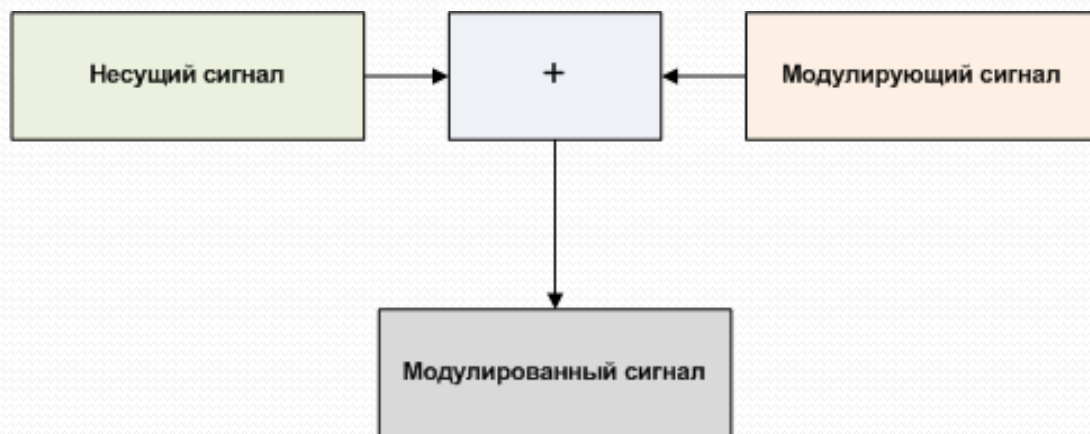 Несущий сигнал
+
Модулирующий сигнал
Модулированный сигнал